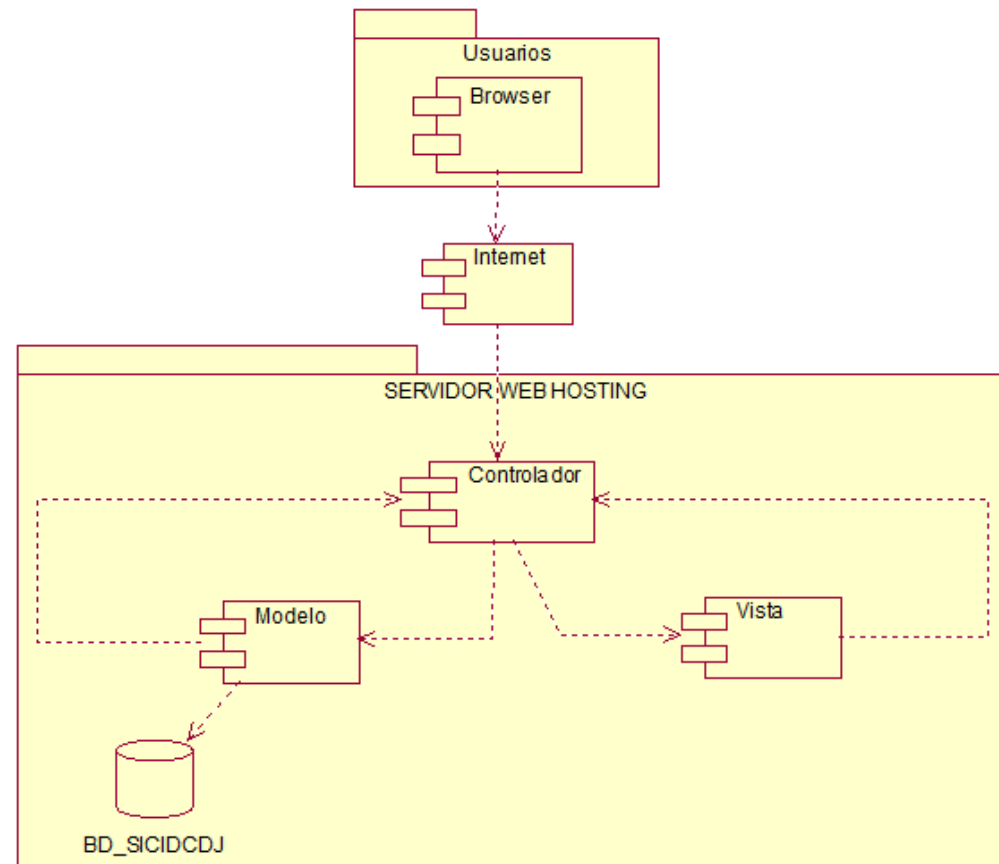 Usuarios
Browser
Internet
SERVIDOR WEB HOSTING
Controlador
Modelo
Vista
BD_SICIDCDJ